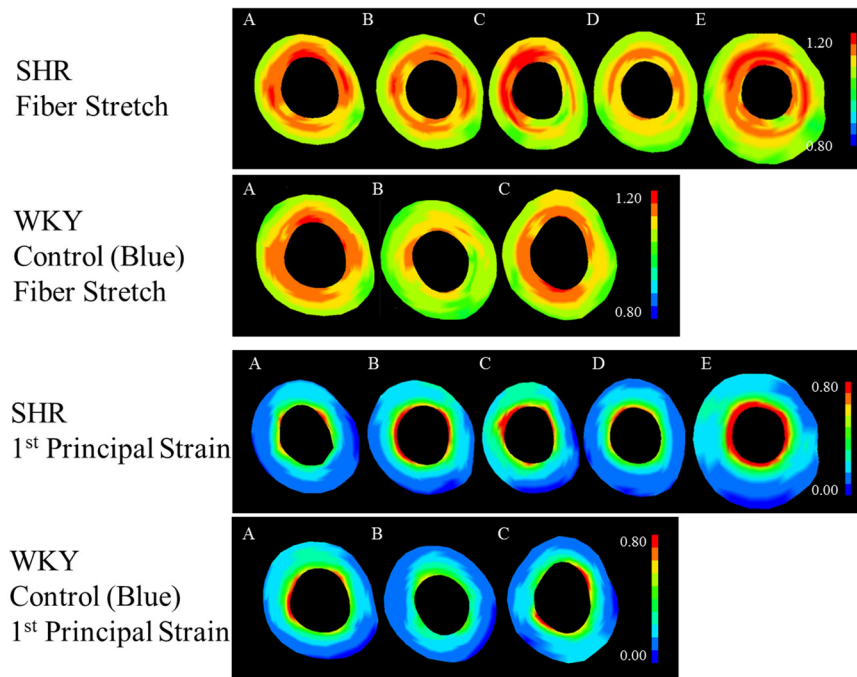 A B C D E
SHR
Fiber Stretch
1.20
0.80
A B C
WKY
Control (Blue)
Fiber Stretch
1.20
0.80
A B C D E
SHR
1st Principal Strain
0.80
0.00
A B C
WKY
Control (Blue)
1st Principal Strain
0.80
0.00